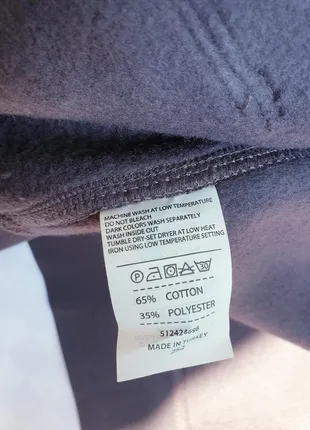 MACHINE WASH AT LOW TEMPERATURE
DO NOT BLEACH
DARK COLORS WASH SEPARATELY
WASH INSIDE OUT
TUMBLE DRY-SET DRYER AT LOW HEAT
IRON USING LOW TEMPERATURE SETTING
P 30
65% COTTON
35% POLYESTER
MADE IN TURKEY